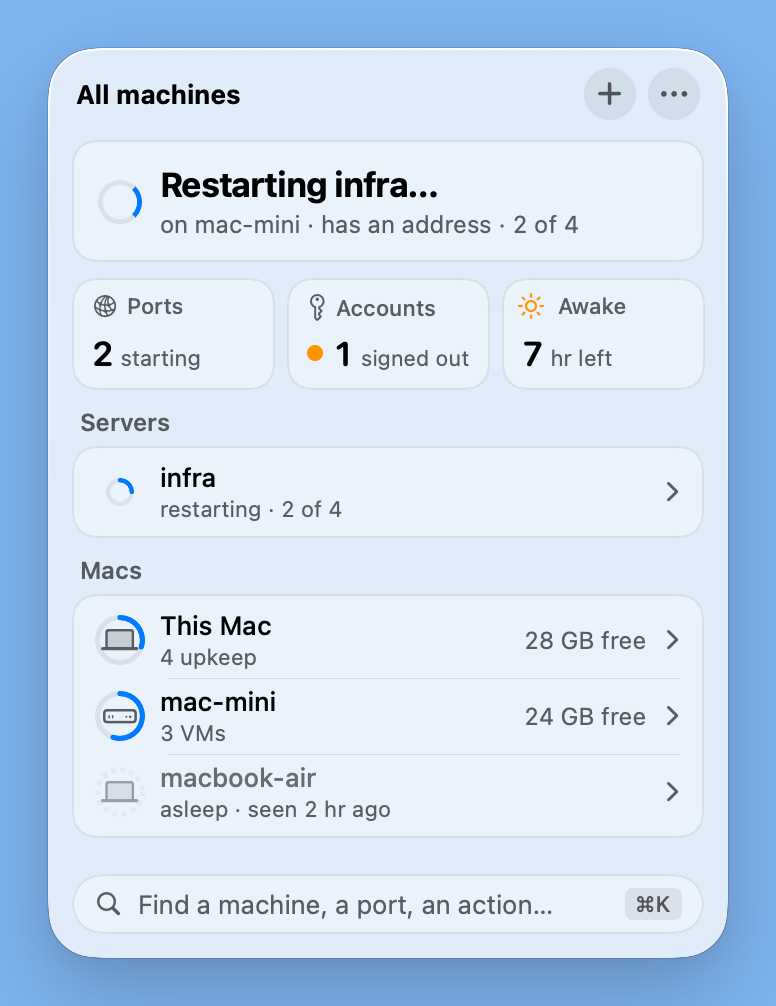 All machines
Restarting infra...
on mac-mini · has an address · 2 of 4
Ports
2 starting
Accounts
1 signed out
Awake
7 hr left
Servers
infra
restarting · 2 of 4
Macs
This Mac
4 upkeep
28 GB free
mac-mini
3 VMs
24 GB free
macbook-air
asleep · seen 2 hr ago
Find a machine, a port, an action... ⌘K